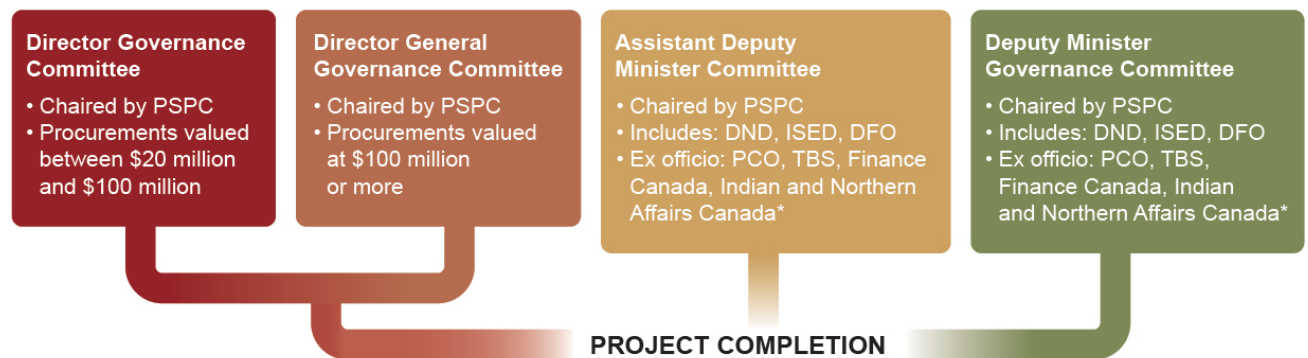 Director Governance
Committee
• Chaired by PSPC
• Procurements valued
between $20 million
and $100 million
Director General
Governance Committee
• Chaired by PSPC
• Procurements valued
at $100 million
or more
Assistant Deputy
Minister Committee
• Chaired by PSPC
• Includes: DND, ISED, DFO
• Ex officio: PCO, TBS, Finance
Canada, Indian and Northern
Affairs Canada*
Deputy Minister
Governance Committee
• Chaired by PSPC
• Includes: DND, ISED, DFO
• Ex officio: PCO, TBS,
Finance Canada, Indian
and Northern Affairs Canada*
PROJECT COMPLETION